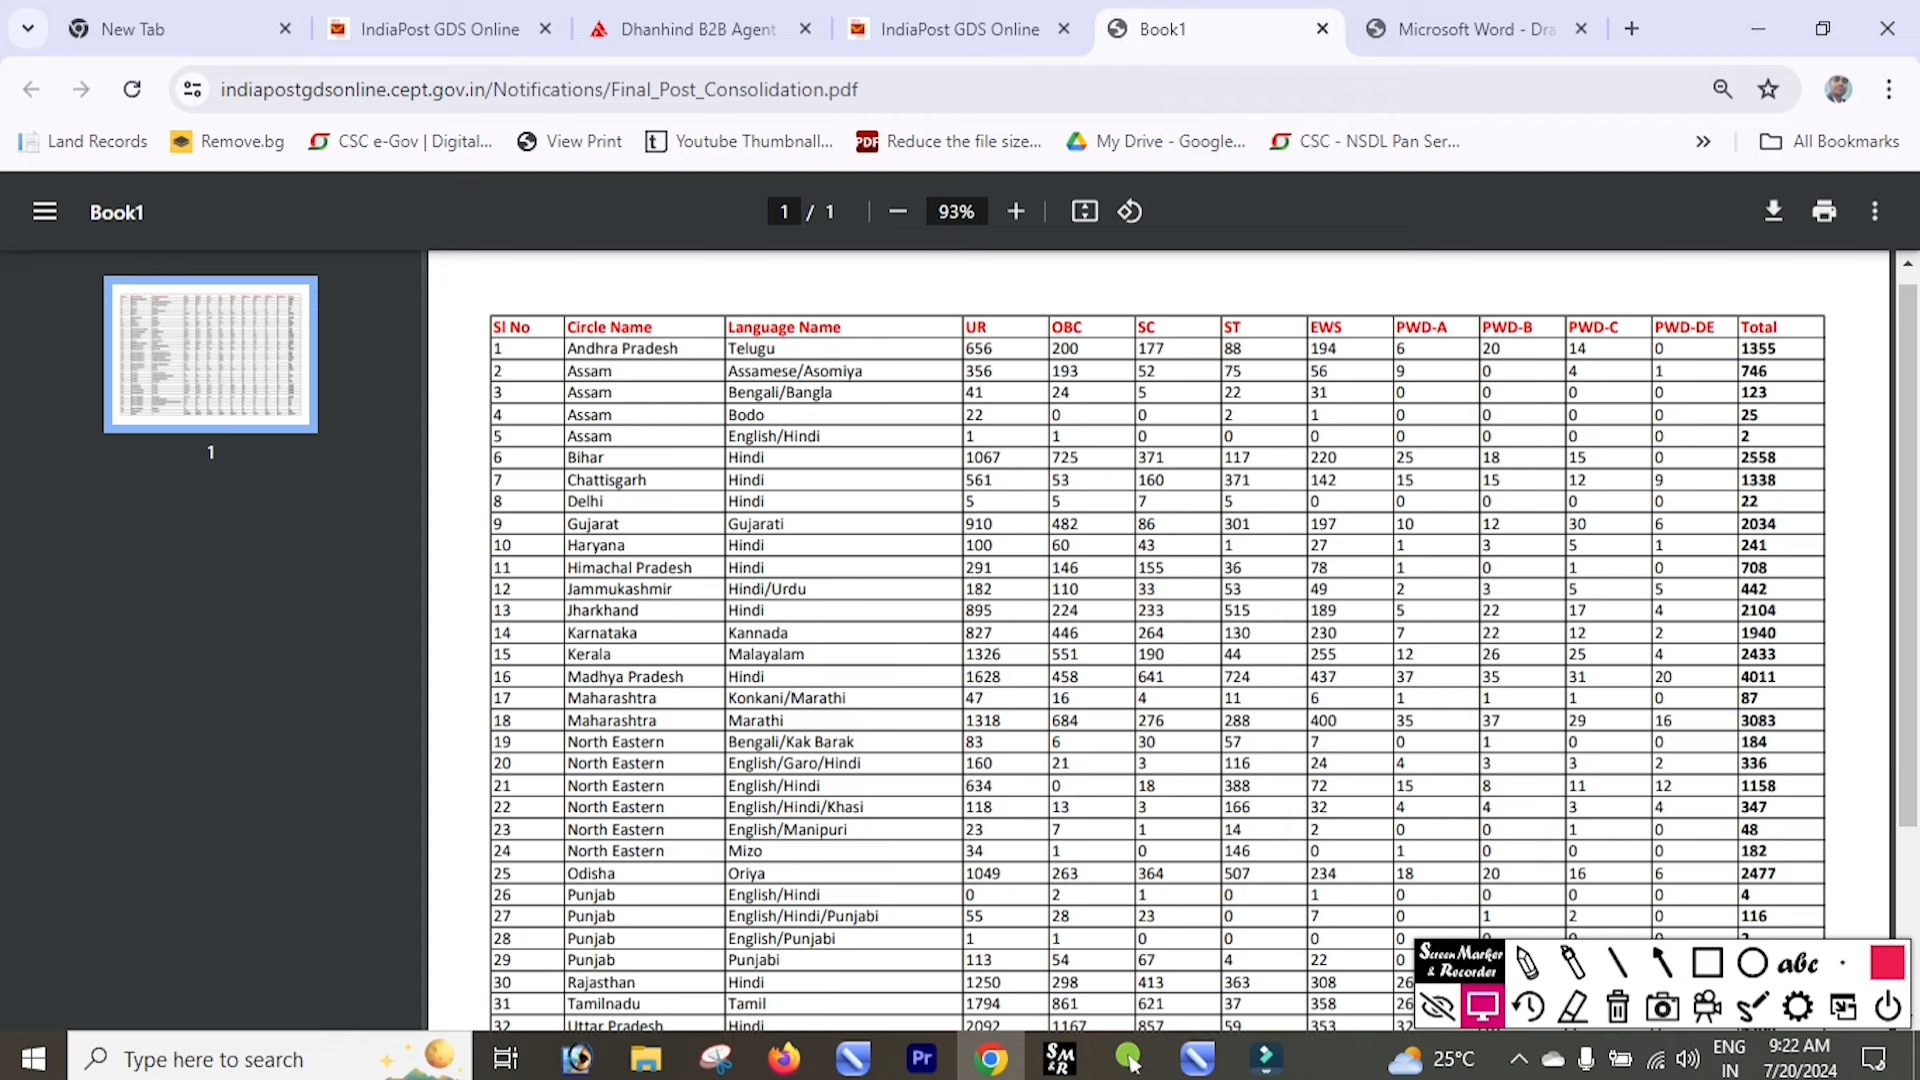 New Tab
IndiaPost GDS Online
Dhanhind B2B Agent
IndiaPost GDS Online
Book1
Microsoft Word - Dra
indiapostgdsonline.cept.gov.in/Notifications/Final_Post_Consolidation.pdf
Land Records
Remove.bg
CSC e-Gov | Digital...
View Print
t
Youtube Thumbnall...
PDF
Reduce the file size...
My Drive - Google...
CSC - NSDL Pan Ser...
All Bookmarks
Book1
1 / 1
93%
1
Sl No Circle Name Language Name UR OBC SC ST EWS PWD-A PWD-B PWD-C PWD-DE Total
1 Andhra Pradesh Telugu 656 200 177 88 194 6 20 14 0 1355
2 Assam Assamese/Asomiya 356 193 52 75 56 9 0 4 1 746
3 Assam Bengali/Bangla 41 24 5 22 31 0 0 0 0 123
4 Assam Bodo 22 0 0 2 1 0 0 0 0 25
5 Assam English/Hindi 1 1 0 0 0 0 0 0 0 2
6 Bihar Hindi 1067 725 371 117 220 25 18 15 0 2558
7 Chattisgarh Hindi 561 53 160 371 142 15 15 12 9 1338
8 Delhi Hindi 5 5 7 5 0 0 0 0 0 22
9 Gujarat Gujarati 910 482 86 301 197 10 12 30 6 2034
10 Haryana Hindi 100 60 43 1 27 1 3 5 1 241
11 Himachal Pradesh Hindi 291 146 155 36 78 1 0 1 0 708
12 Jammukashmir Hindi/Urdu 182 110 33 53 49 2 3 5 5 442
13 Jharkhand Hindi 895 224 233 515 189 5 22 17 4 2104
14 Karnataka Kannada 827 446 264 130 230 7 22 12 2 1940
15 Kerala Malayalam 1326 551 190 44 255 12 26 25 4 2433
16 Madhya Pradesh Hindi 1628 458 641 724 437 37 35 31 20 4011
17 Maharashtra Konkani/Marathi 47 16 4 11 6 1 1 1 0 87
18 Maharashtra Marathi 1318 684 276 288 400 35 37 29 16 3083
19 North Eastern Bengali/Kak Barak 83 6 30 57 7 0 1 0 0 184
20 North Eastern English/Garo/Hindi 160 21 3 116 24 4 3 3 2 336
21 North Eastern English/Hindi 634 0 18 388 72 15 8 11 12 1158
22 North Eastern English/Hindi/Khasi 118 13 3 166 32 4 4 3 4 347
23 North Eastern English/Manipuri 23 7 1 14 2 0 0 1 0 48
24 North Eastern Mizo 34 1 0 146 0 1 0 0 0 182
25 Odisha Oriya 1049 263 364 507 234 18 20 16 6 2477
26 Punjab English/Hindi 0 2 1 0 1 0 0 0 0 4
27 Punjab English/Hindi/Punjabi 55 28 23 0 7 0 1 2 0 116
28 Punjab English/Punjabi 1 1 0 0 0 0
29 Punjab Punjabi 113 54 67 4 22 0
30 Rajasthan Hindi 1250 298 413 363 308 26
31 Tamilnadu Tamil 1794 861 621 37 358 26
32 Uttar Pradesh Hindi 2092 1167 857 59 353 32
Screen Marker
& Recorder
abc
Type here to search
Pr
SM
&R
25°C
ENG
IN
9:22 AM
7/20/2024